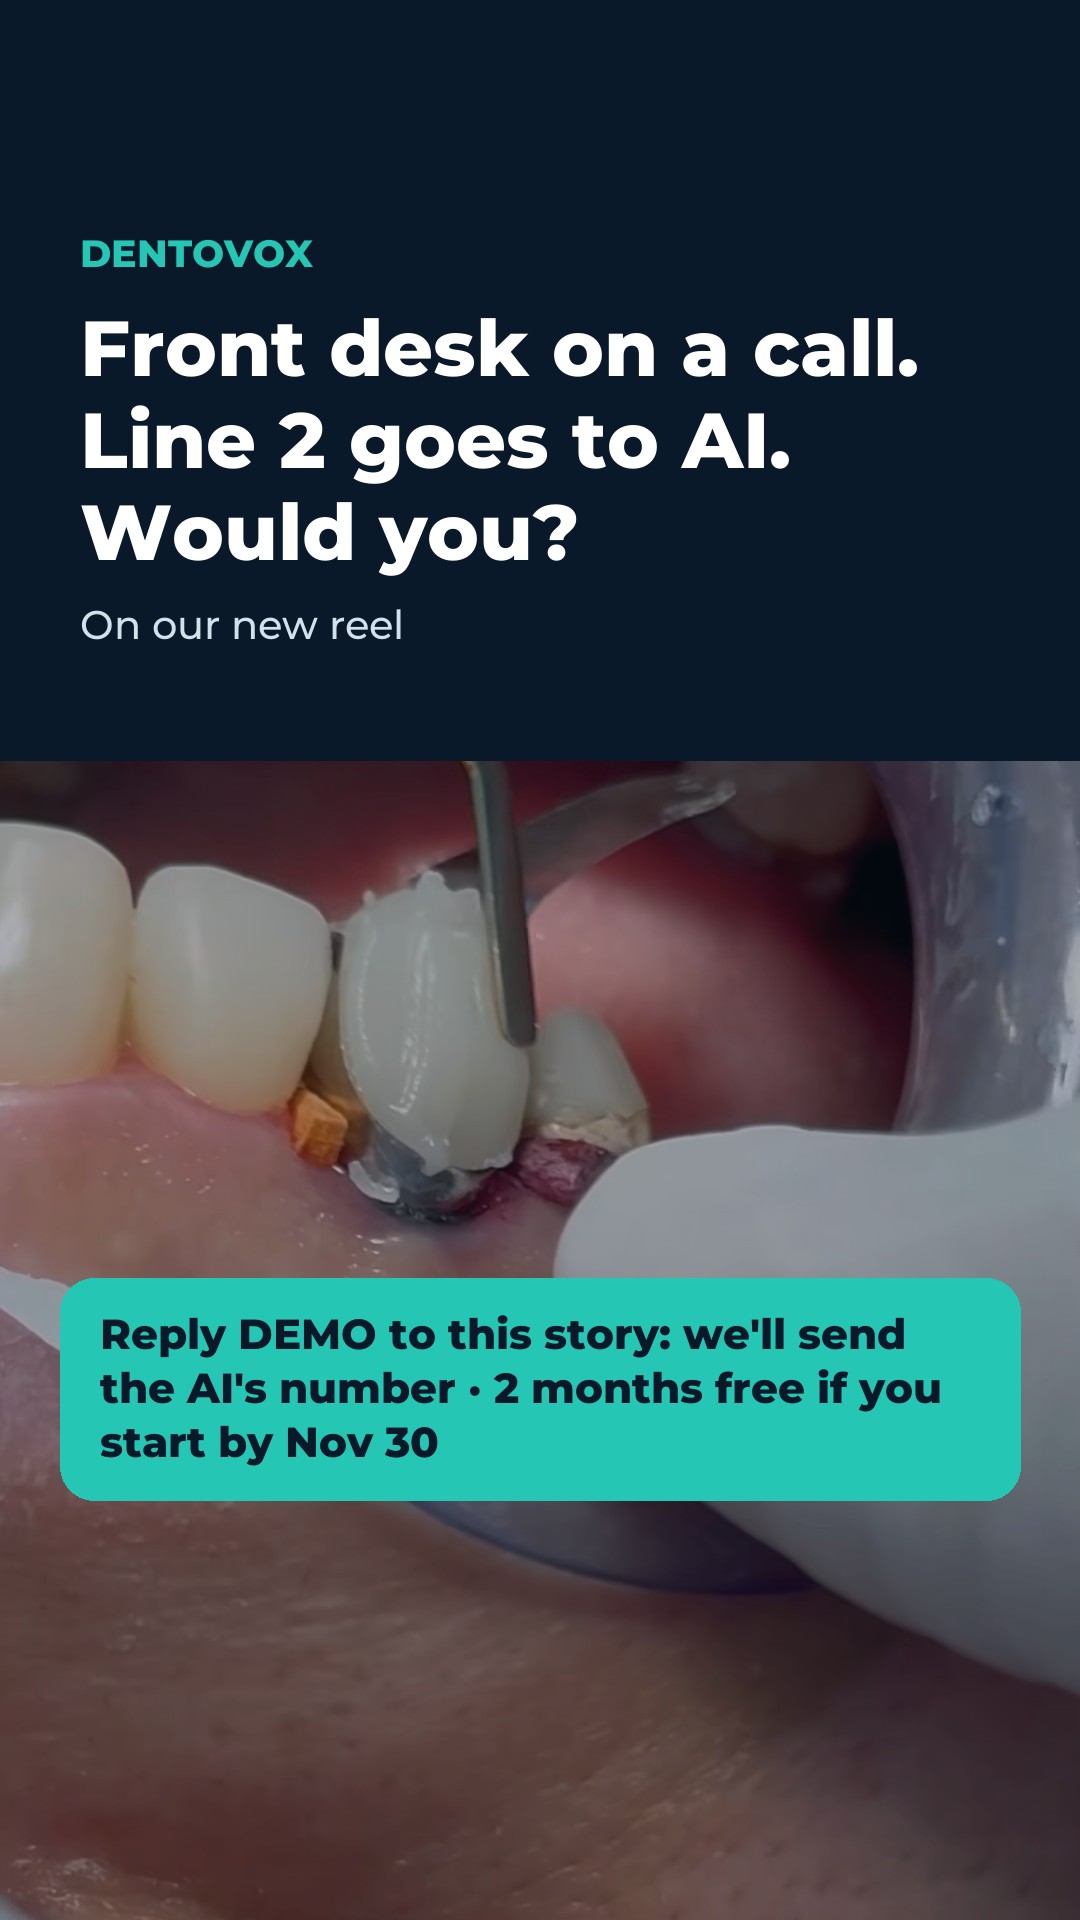 DENTOVOX
Front desk on a call.
Line 2 goes to AI.
Would you?
On our new reel
Reply DEMO to this story: we'll send
the AI's number · 2 months free if you
start by Nov 30